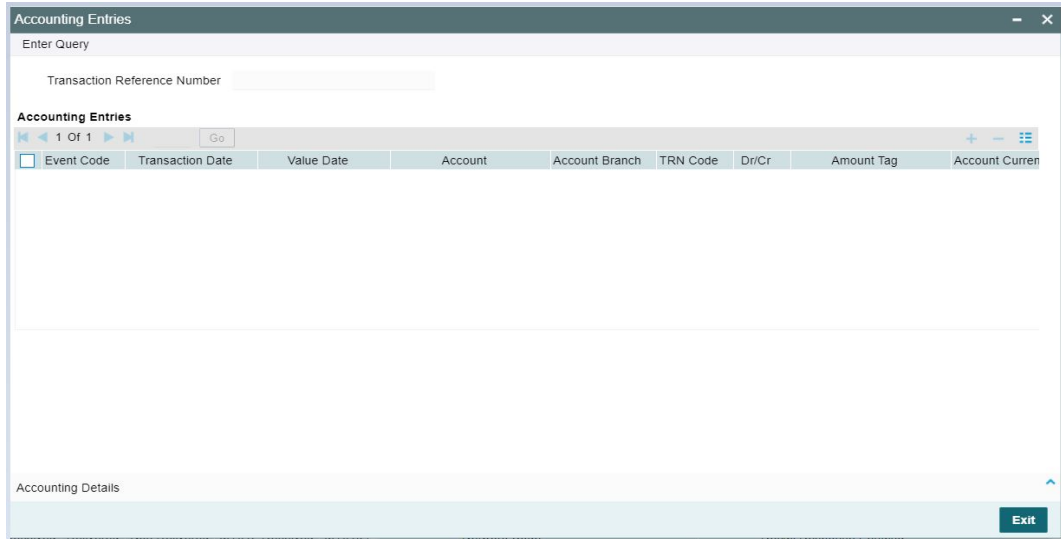 Accounting Entries
Enter Query
Transaction Reference Number
Accounting Entries
1 Of 1 Go
Event Code Transaction Date Value Date Account Account Branch TRN Code Dr/Cr Amount Tag Account Curren
Accounting Details
Exit